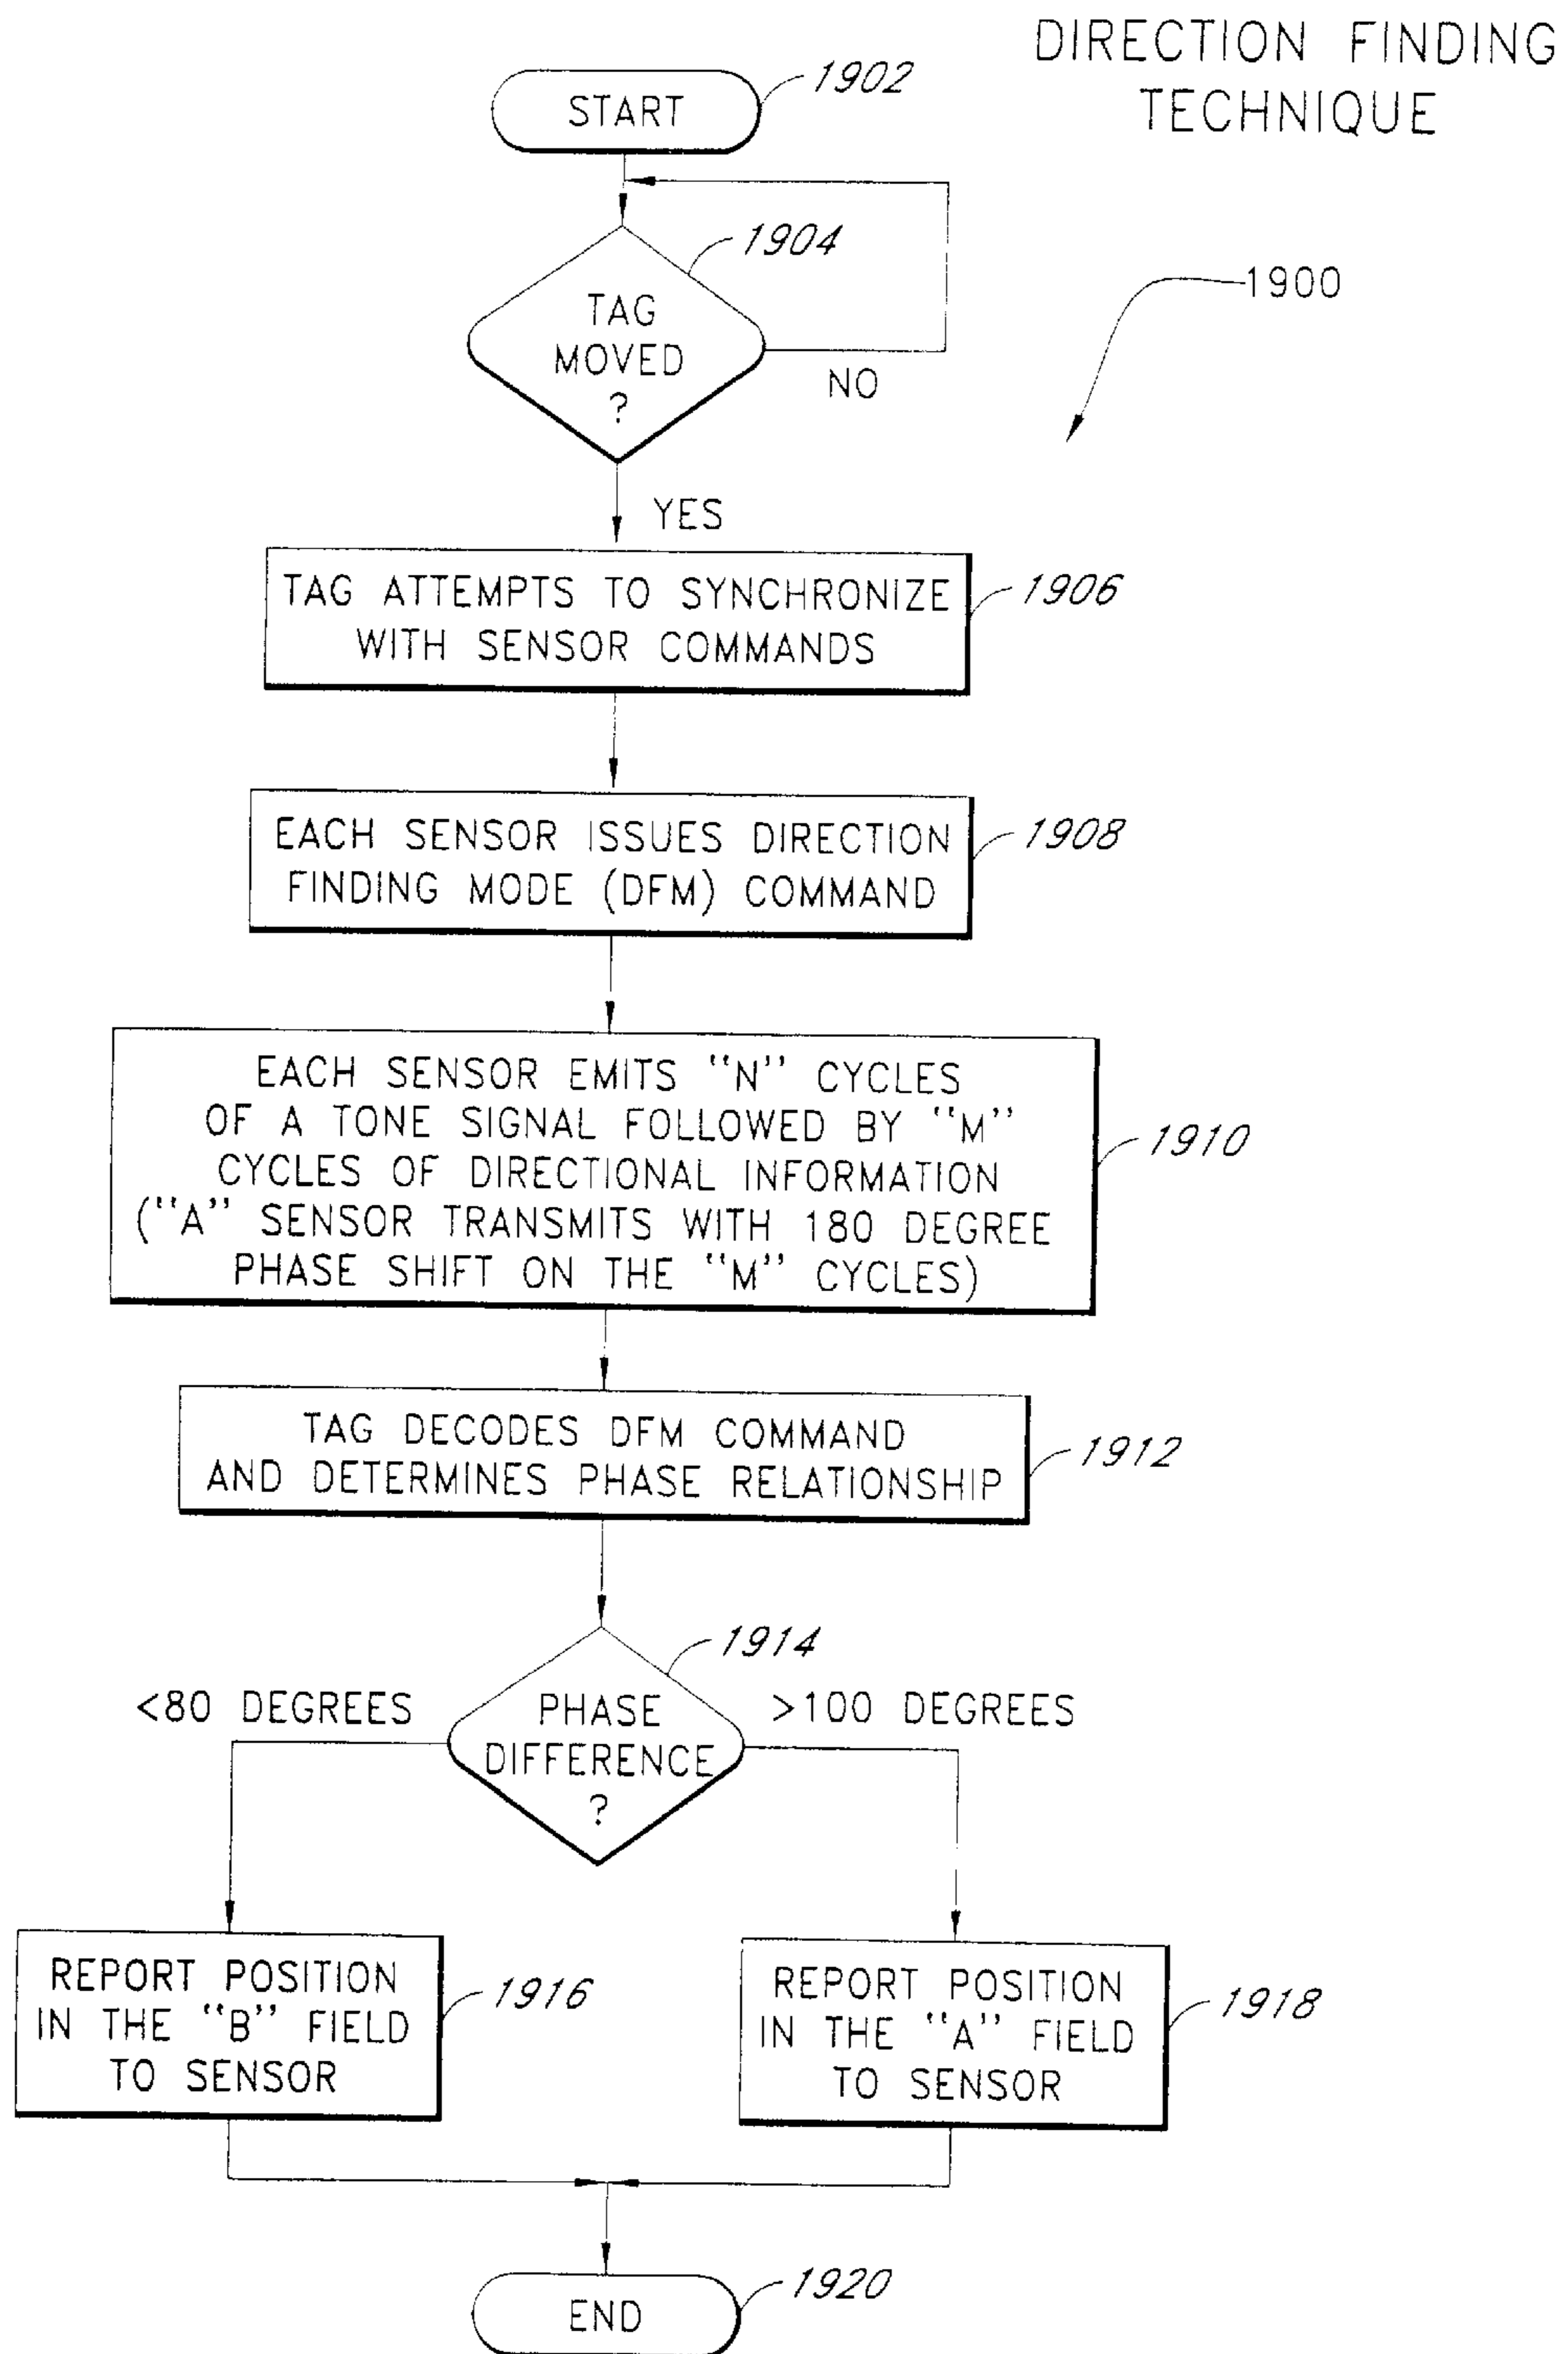 DIRECTION FINDING
TECHNIQUE
START
1902
1904
TAG
MOVED
?
NO
1900
YES
TAG ATTEMPTS TO SYNCHRONIZE
WITH SENSOR COMMANDS
1906
EACH SENSOR ISSUES DIRECTION
FINDING MODE (DFM) COMMAND
1908
EACH SENSOR EMITS "N" CYCLES
OF A TONE SIGNAL FOLLOWED BY "M"
CYCLES OF DIRECTIONAL INFORMATION
("A" SENSOR TRANSMITS WITH 180 DEGREE
PHASE SHIFT ON THE "M" CYCLES)
1910
TAG DECODES DFM COMMAND
AND DETERMINES PHASE RELATIONSHIP
1912
1914
<80 DEGREES
PHASE
DIFFERENCE
?
>100 DEGREES
REPORT POSITION
IN THE "B" FIELD
TO SENSOR
1916
REPORT POSITION
IN THE "A" FIELD
TO SENSOR
1918
END
1920